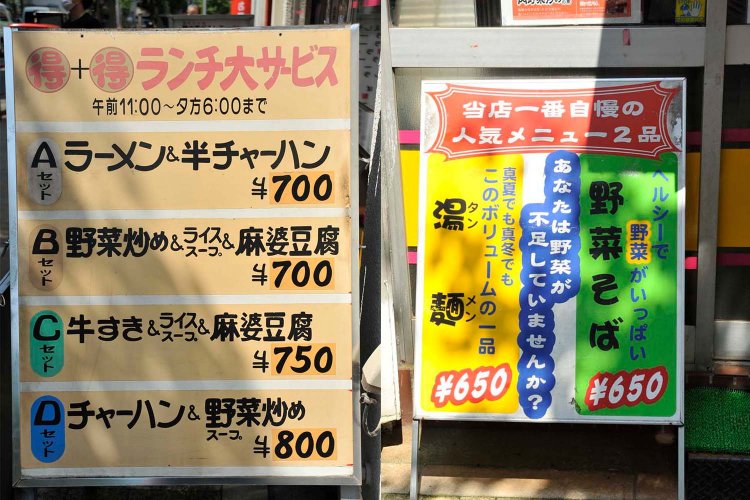 得+得ランチ大サービス
午前11:00～夕方6:00まで
Aセット ラーメン&半チャーハン
¥700
Bセット 野菜炒め&ライス スープ&麻婆豆腐
¥700
Cセット 牛すき&ライス スープ&麻婆豆腐
¥750
Dセット チャーハン スープ&野菜炒め
¥800
当店一番自慢の
人気メニュー2品
ヘルシーで
野菜がいっぱい
野菜そば
¥650
あなたは野菜が
不足していませんか?
真夏でも真冬でも
このボリュームの一品
湯麺
タンメン
¥650